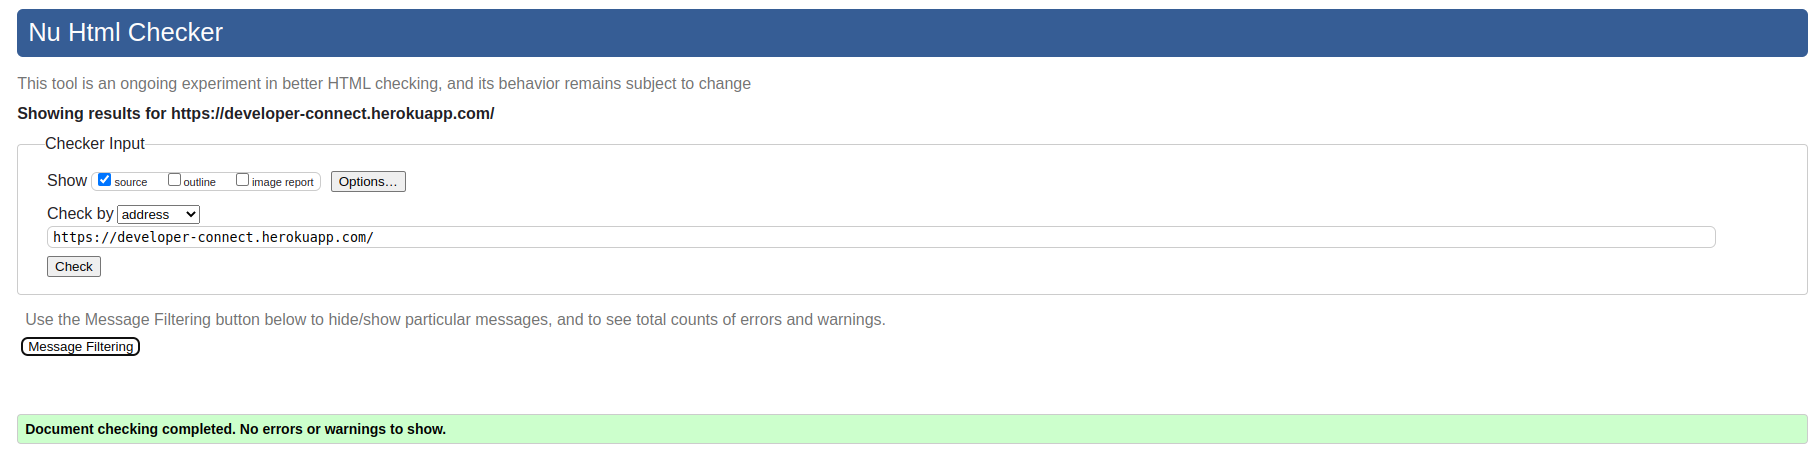 Nu Html Checker
This tool is an ongoing experiment in better HTML checking, and its behavior remains subject to change
Showing results for https://developer-connect.herokuapp.com/
Checker Input
Show source outline image report Options...
Check by address
https://developer-connect.herokuapp.com/
Check
Use the Message Filtering button below to hide/show particular messages, and to see total counts of errors and warnings.
Message Filtering
Document checking completed. No errors or warnings to show.